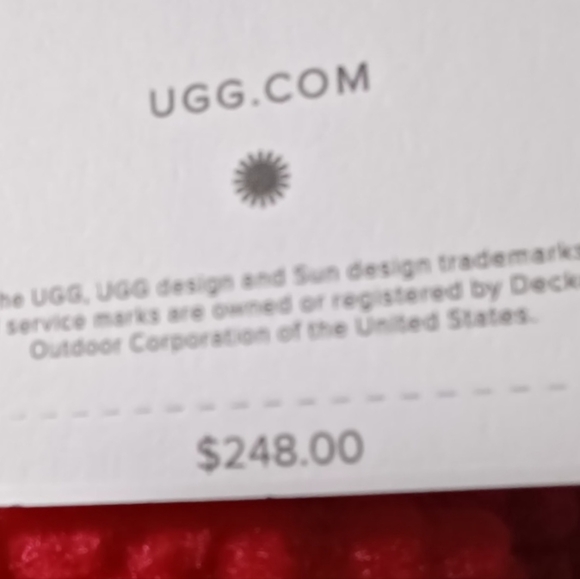 UGG.COM
he UGG, UGG design and Sun design trademarks
service marks are owned or registered by Deck
Outdoor Corporation of the United States.
$248.00